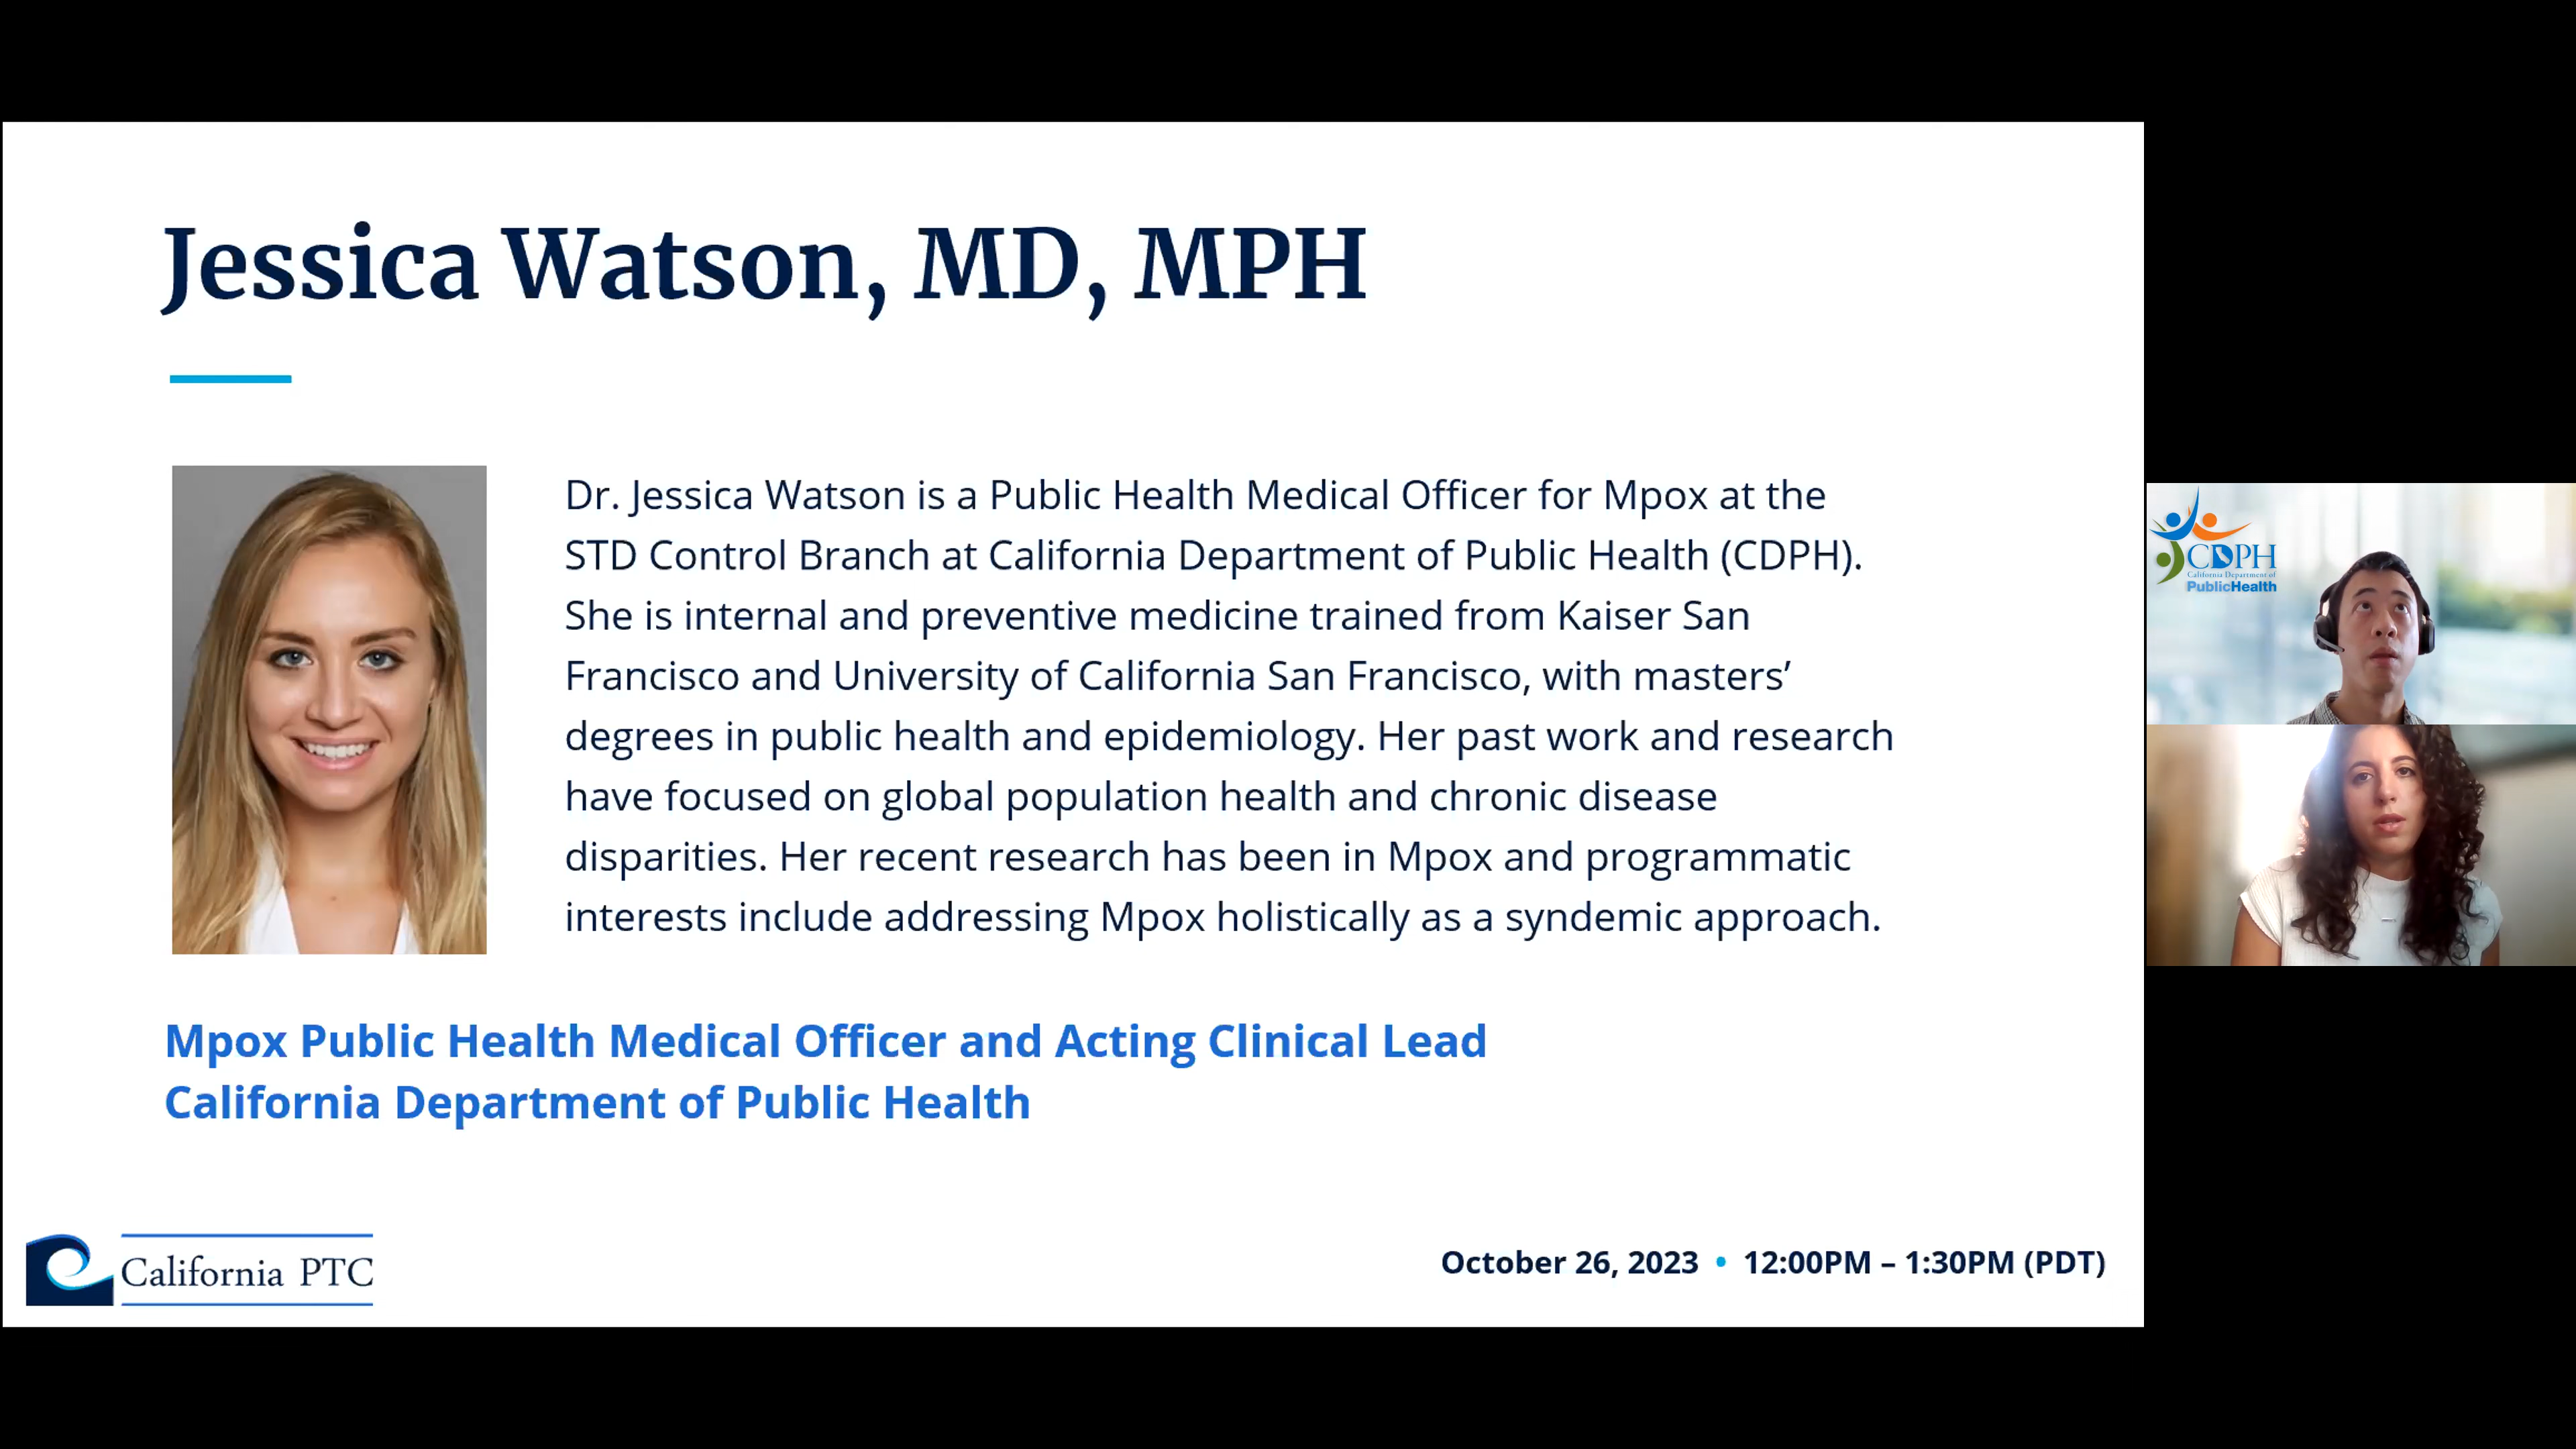 Jessica Watson, MD, MPH
Dr. Jessica Watson is a Public Health Medical Officer for Mpox at the
STD Control Branch at California Department of Public Health (CDPH).
She is internal and preventive medicine trained from Kaiser San
Francisco and University of California San Francisco, with masters’
degrees in public health and epidemiology. Her past work and research
have focused on global population health and chronic disease
disparities. Her recent research has been in Mpox and programmatic
interests include addressing Mpox holistically as a syndemic approach.
Mpox Public Health Medical Officer and Acting Clinical Lead
California Department of Public Health
California PTC
October 26, 2023 • 12:00PM – 1:30PM (PDT)
CDPH
California Department of
PublicHealth